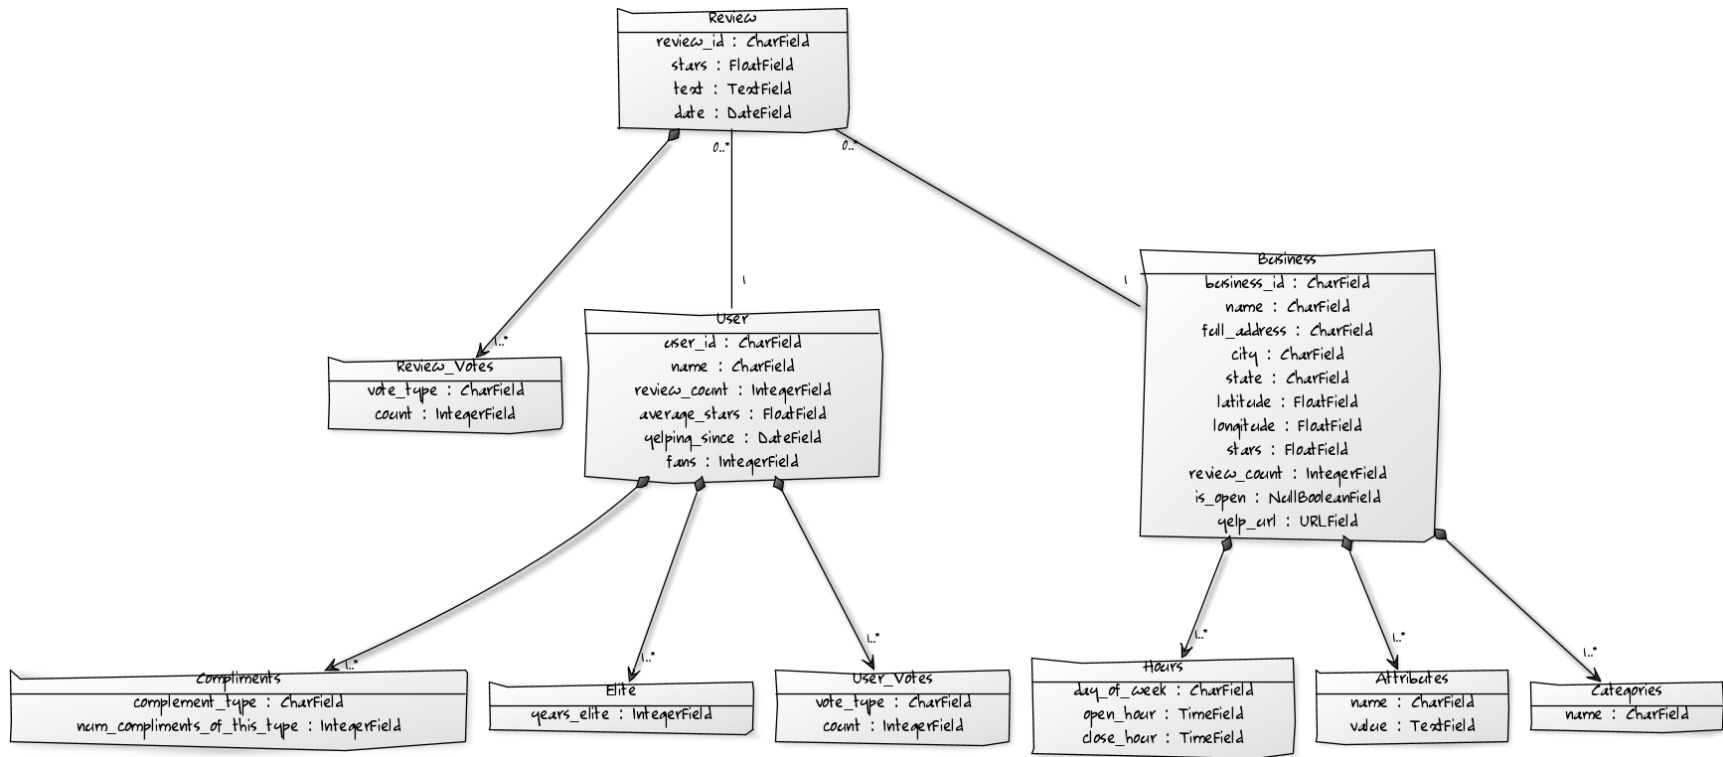 Review
review_id : CharField
stars : FloatField
text : TextField
date : DateField
0..*
0..*
1
1
1..*
Business
business_id : CharField
name : CharField
full_address : CharField
city : CharField
state : CharField
latitude : FloatField
longitude : FloatField
stars : FloatField
review_count : IntegerField
is_open : NullBooleanField
yelp_url : URLField
User
user_id : CharField
name : CharField
review_count : IntegerField
average_stars : FloatField
yelping_since : DateField
fans : IntegerField
Review_Votes
vote_type : CharField
count : IntegerField
1..*
1..*
1..*
1..*
1..*
1..*
Compliments
complement_type : CharField
num_compliments_of_this_type : IntegerField
Elite
years_elite : IntegerField
User_Votes
vote_type : CharField
count : IntegerField
Hours
day_of_week : CharField
open_hour : TimeField
close_hour : TimeField
Attributes
name : CharField
value : TextField
Categories
name : CharField